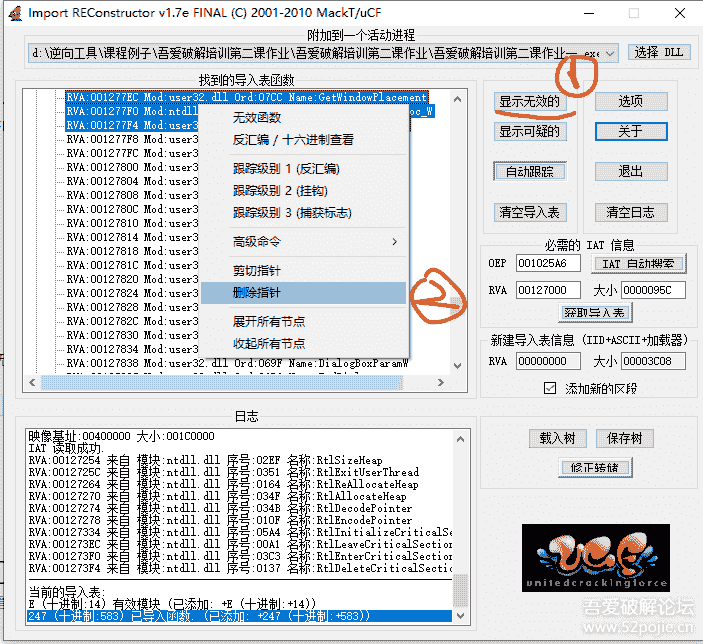 Import REConstructor v1.7e FINAL (C) 2001-2010 MackT/uCF
附加到一个活动进程
d:\逆向工具\课程例子\吾爱破解培训第二课作业\吾爱破解培训第二课作业\吾爱破解培训第二课作业一.exe
选择 DLL
找到的导入表函数
RVA:001277EC Mod:user32.dll Ord:07CC Name:GetWindowPlacement
RVA:001277F0 Mod:ntdll oc_W
RVA:001277F4 Mod:user3
RVA:001277F8 Mod:user3
RVA:001277FC Mod:user3
RVA:00127800 Mod:user3
RVA:00127804 Mod:user3
RVA:00127808 Mod:user3
RVA:0012780C Mod:user3
RVA:00127810 Mod:user3
RVA:00127814 Mod:user3
RVA:00127818 Mod:user3
RVA:0012781C Mod:user3
RVA:00127820 Mod:user3
RVA:00127824 Mod:user3
RVA:00127828 Mod:user3
RVA:0012782C Mod:user3
RVA:00127830 Mod:user3
RVA:00127834 Mod:user3
RVA:00127838 Mod:user32.dll Ord:069F Name:DialogBoxParamW
无效函数
反汇编 / 十六进制查看
跟踪级别 1 (反汇编)
跟踪级别 2 (挂钩)
跟踪级别 3 (捕获标志)
高级命令
剪切指针
删除指针
展开所有节点
收起所有节点
1
2
显示无效的
选项
显示可疑的
关于
自动跟踪
退出
清空导入表
清空日志
必需的 IAT 信息
OEP 001025A6 IAT 自动搜索
RVA 00127000 大小 0000095C
获取导入表
新建导入表信息 (IID+ASCII+加载器)
RVA 00000000 大小 00003C08
添加新的区段
载入树 保存树
修正转储
日志
映像基址:00400000 大小:001C0000
IAT 读取成功.
RVA:00127254 来自 模块:ntdll.dll 序号:02EF 名称:RtlSizeHeap
RVA:0012725C 来自 模块:ntdll.dll 序号:0351 名称:RtlExitUserThread
RVA:00127264 来自 模块:ntdll.dll 序号:0164 名称:RtlReAllocateHeap
RVA:00127270 来自 模块:ntdll.dll 序号:034F 名称:RtlAllocateHeap
RVA:00127274 来自 模块:ntdll.dll 序号:034B 名称:RtlDecodePointer
RVA:00127278 来自 模块:ntdll.dll 序号:010F 名称:RtlEncodePointer
RVA:00127334 来自 模块:ntdll.dll 序号:05A4 名称:RtlInitializeCriticalSe
RVA:001273EC 来自 模块:ntdll.dll 序号:00A1 名称:RtlLeaveCriticalSection
RVA:001273F0 来自 模块:ntdll.dll 序号:03C3 名称:RtlEnterCriticalSection
RVA:001273F4 来自 模块:ntdll.dll 序号:0137 名称:RtlDeleteCriticalSectio
当前的导入表:
E (十进制:14) 有效模块 (已添加: +E (十进制:+14))
247 (十进制:583) 已导入函数. (已添加: +247 (十进制:+583))
UCF
unitedcrackingforce
吾爱破解论坛
www.52pojie.cn